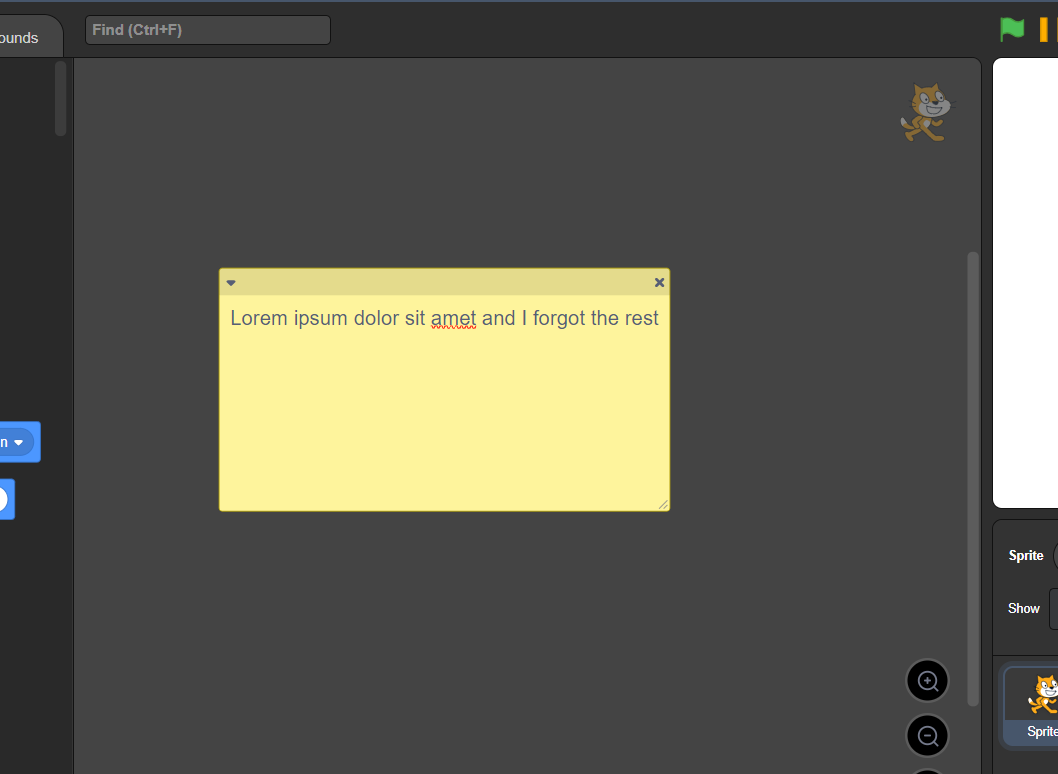 ounds
Find (Ctrl+F)
Lorem ipsum dolor sit amet and I forgot the rest
n
Sprite
Show
Sprite